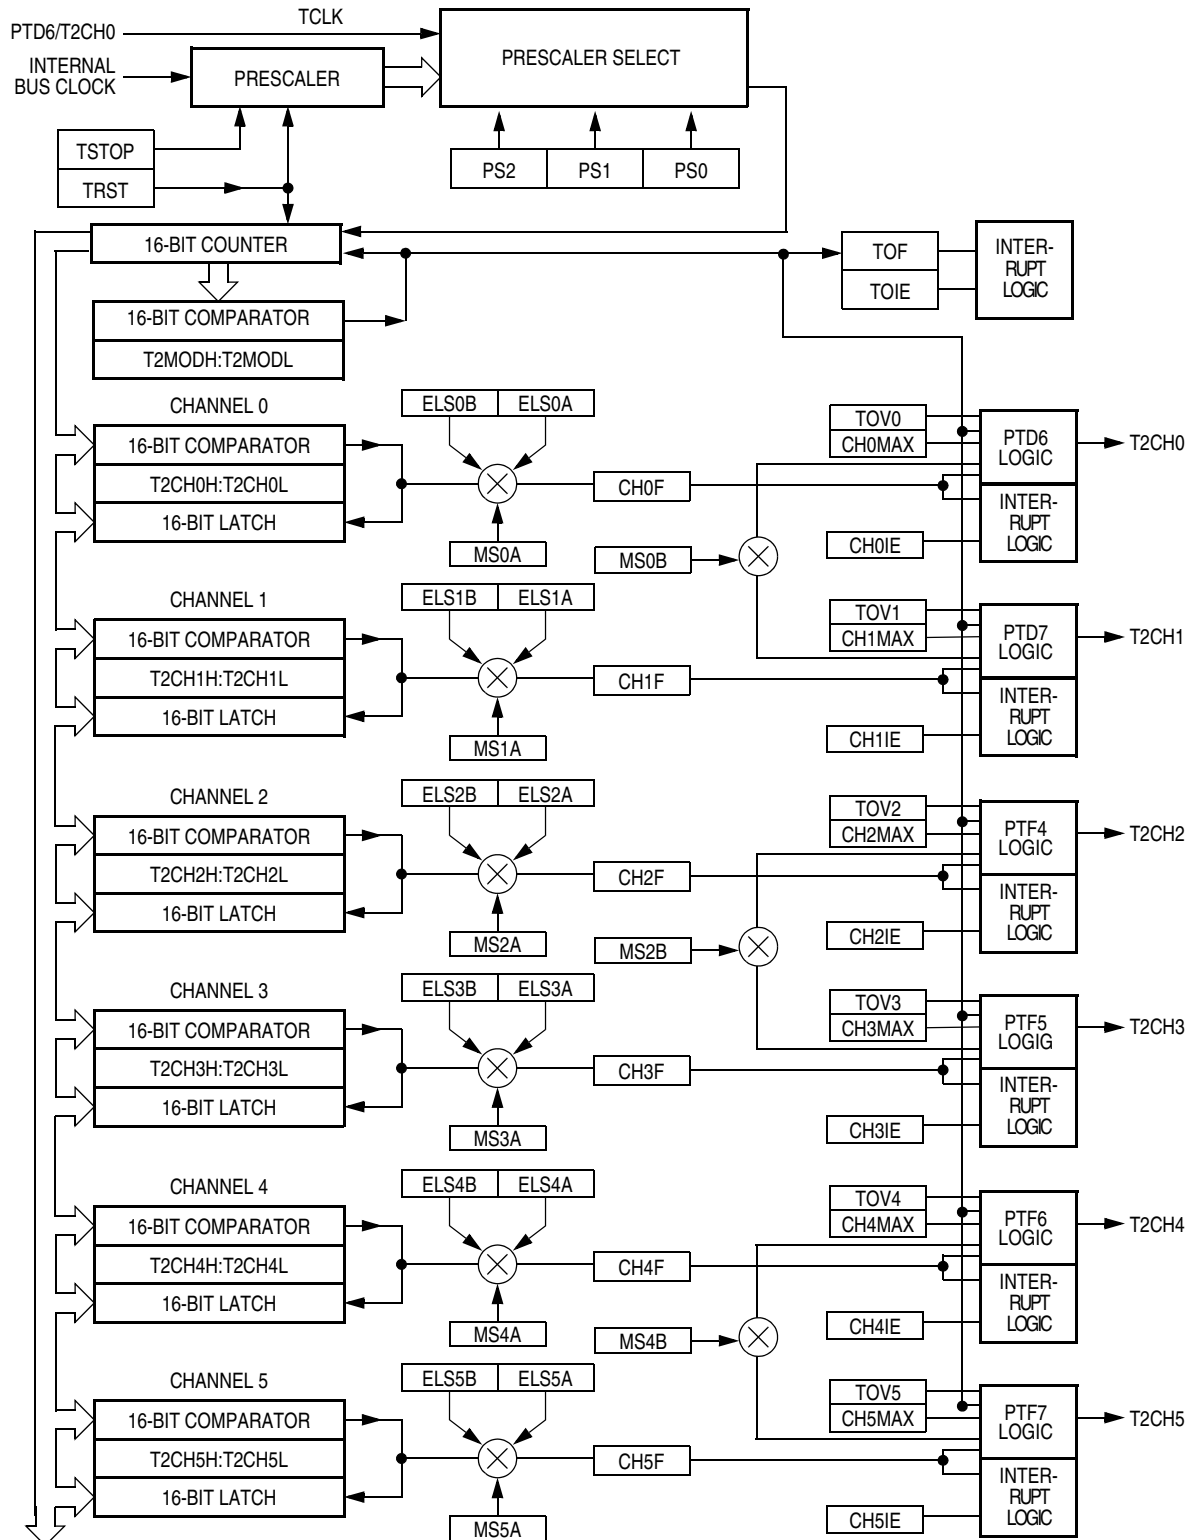 TCLK
PTD6/T2CH0
INTERNAL
BUS CLOCK
PRESCALER
PRESCALER SELECT
TSTOP
TRST
PS2
PS1
PS0
16-BIT COUNTER
TOF
TOIE
INTER-
RUPT
LOGIC
16-BIT COMPARATOR
T2MODH:T2MODL
CHANNEL 0
ELS0B
ELS0A
16-BIT COMPARATOR
T2CH0H:T2CH0L
16-BIT LATCH
MS0A
CH0F
MS0B
TOV0
CH0MAX
CH0IE
PTD6
LOGIC
INTER-
RUPT
LOGIC
T2CH0
CHANNEL 1
ELS1B
ELS1A
16-BIT COMPARATOR
T2CH1H:T2CH1L
16-BIT LATCH
MS1A
CH1F
TOV1
CH1MAX
CH1IE
PTD7
LOGIC
INTER-
RUPT
LOGIC
T2CH1
CHANNEL 2
ELS2B
ELS2A
16-BIT COMPARATOR
T2CH2H:T2CH2L
16-BIT LATCH
MS2A
CH2F
MS2B
TOV2
CH2MAX
CH2IE
PTF4
LOGIC
INTER-
RUPT
LOGIC
T2CH2
CHANNEL 3
ELS3B
ELS3A
16-BIT COMPARATOR
T2CH3H:T2CH3L
16-BIT LATCH
MS3A
CH3F
TOV3
CH3MAX
CH3IE
PTF5
LOGIG
INTER-
RUPT
LOGIC
T2CH3
CHANNEL 4
ELS4B
ELS4A
16-BIT COMPARATOR
T2CH4H:T2CH4L
16-BIT LATCH
MS4A
CH4F
MS4B
TOV4
CH4MAX
CH4IE
PTF6
LOGIC
INTER-
RUPT
LOGIC
T2CH4
CHANNEL 5
ELS5B
ELS5A
16-BIT COMPARATOR
T2CH5H:T2CH5L
16-BIT LATCH
MS5A
CH5F
TOV5
CH5MAX
CH5IE
PTF7
LOGIC
INTER-
RUPT
LOGIC
T2CH5